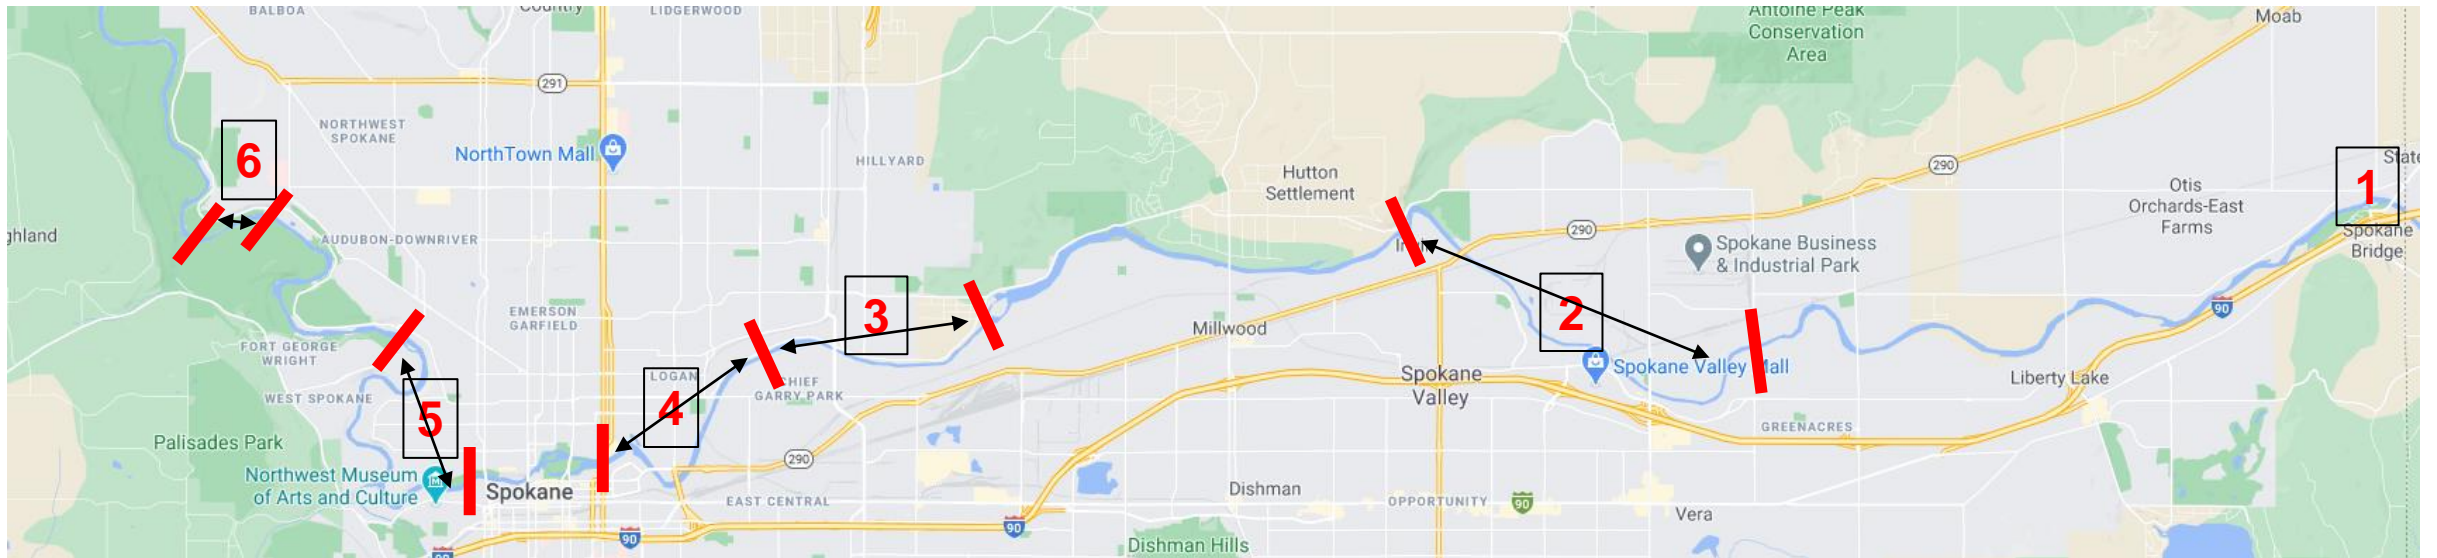 BALBOA
Country
LIDGERWOOD
Antoine Peak
Conservation
Area
Moab
291
NORTHWEST
SPOKANE
NorthTown Mall
HILLYARD
6
Hutton
Settlement
290
State
1
Otis
Orchards-East
Farms
ghland
AUDUBON-DOWNRIVER
290
Spokane Business
& Industrial Park
Spokane
Bridge
EMERSON
GARFIELD
3
2
90
Millwood
FORT GEORGE
WRIGHT
LOGAN
CHIEF
GARRY PARK
Spokane
Valley
Spokane Valley Mall
Liberty Lake
WEST SPOKANE
5
4
GREENACRES
Palisades Park
290
Northwest Museum
of Arts and Culture
Spokane
EAST CENTRAL
Dishman
OPPORTUNITY
90
Vera
90
90
90
Dishman Hills